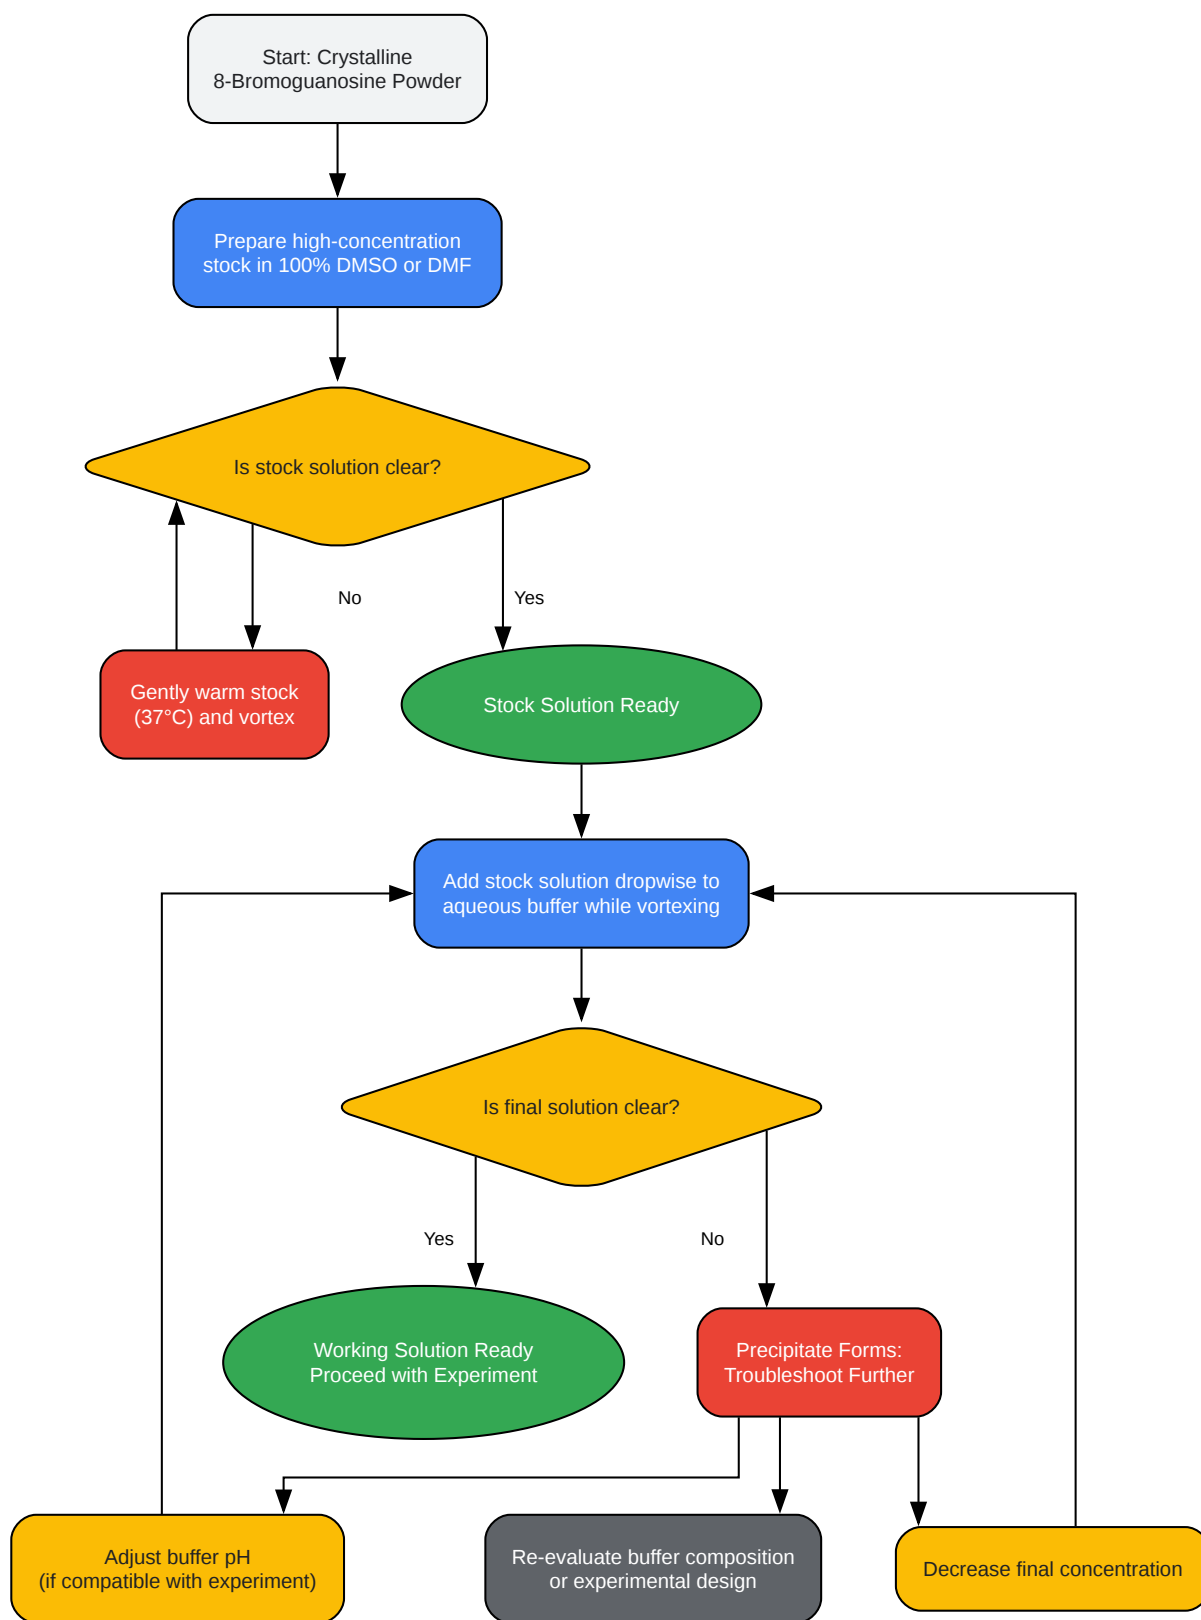 Start: Crystalline
8-Bromoguanosine Powder
Prepare high-concentration
stock in 100% DMSO or DMF
Is stock solution clear?
No
Yes
Gently warm stock
(37°C) and vortex
Stock Solution Ready
Add stock solution dropwise to
aqueous buffer while vortexing
Is final solution clear?
Yes
No
Working Solution Ready
Proceed with Experiment
Precipitate Forms:
Troubleshoot Further
Adjust buffer pH
(if compatible with experiment)
Re-evaluate buffer composition
or experimental design
Decrease final concentration